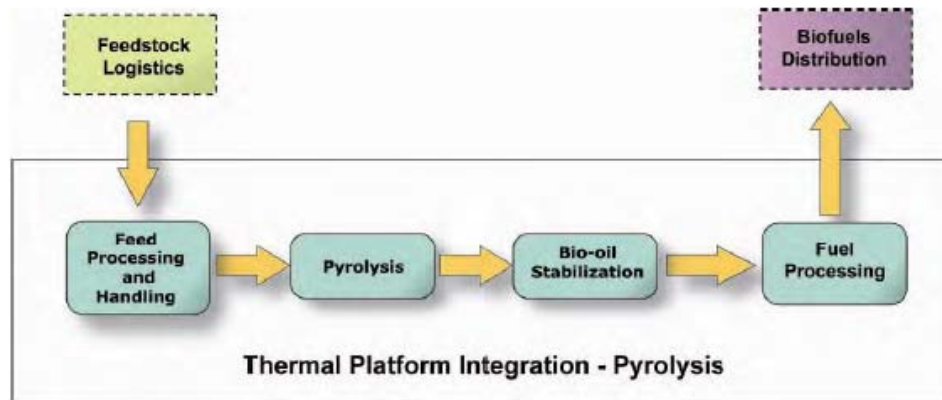 Feedstock
Logistics
Biofuels
Distribution
Feed
Processing
and
Handling
Pyrolysis
Bio-oil
Stabilization
Fuel
Processing
Thermal Platform Integration - Pyrolysis